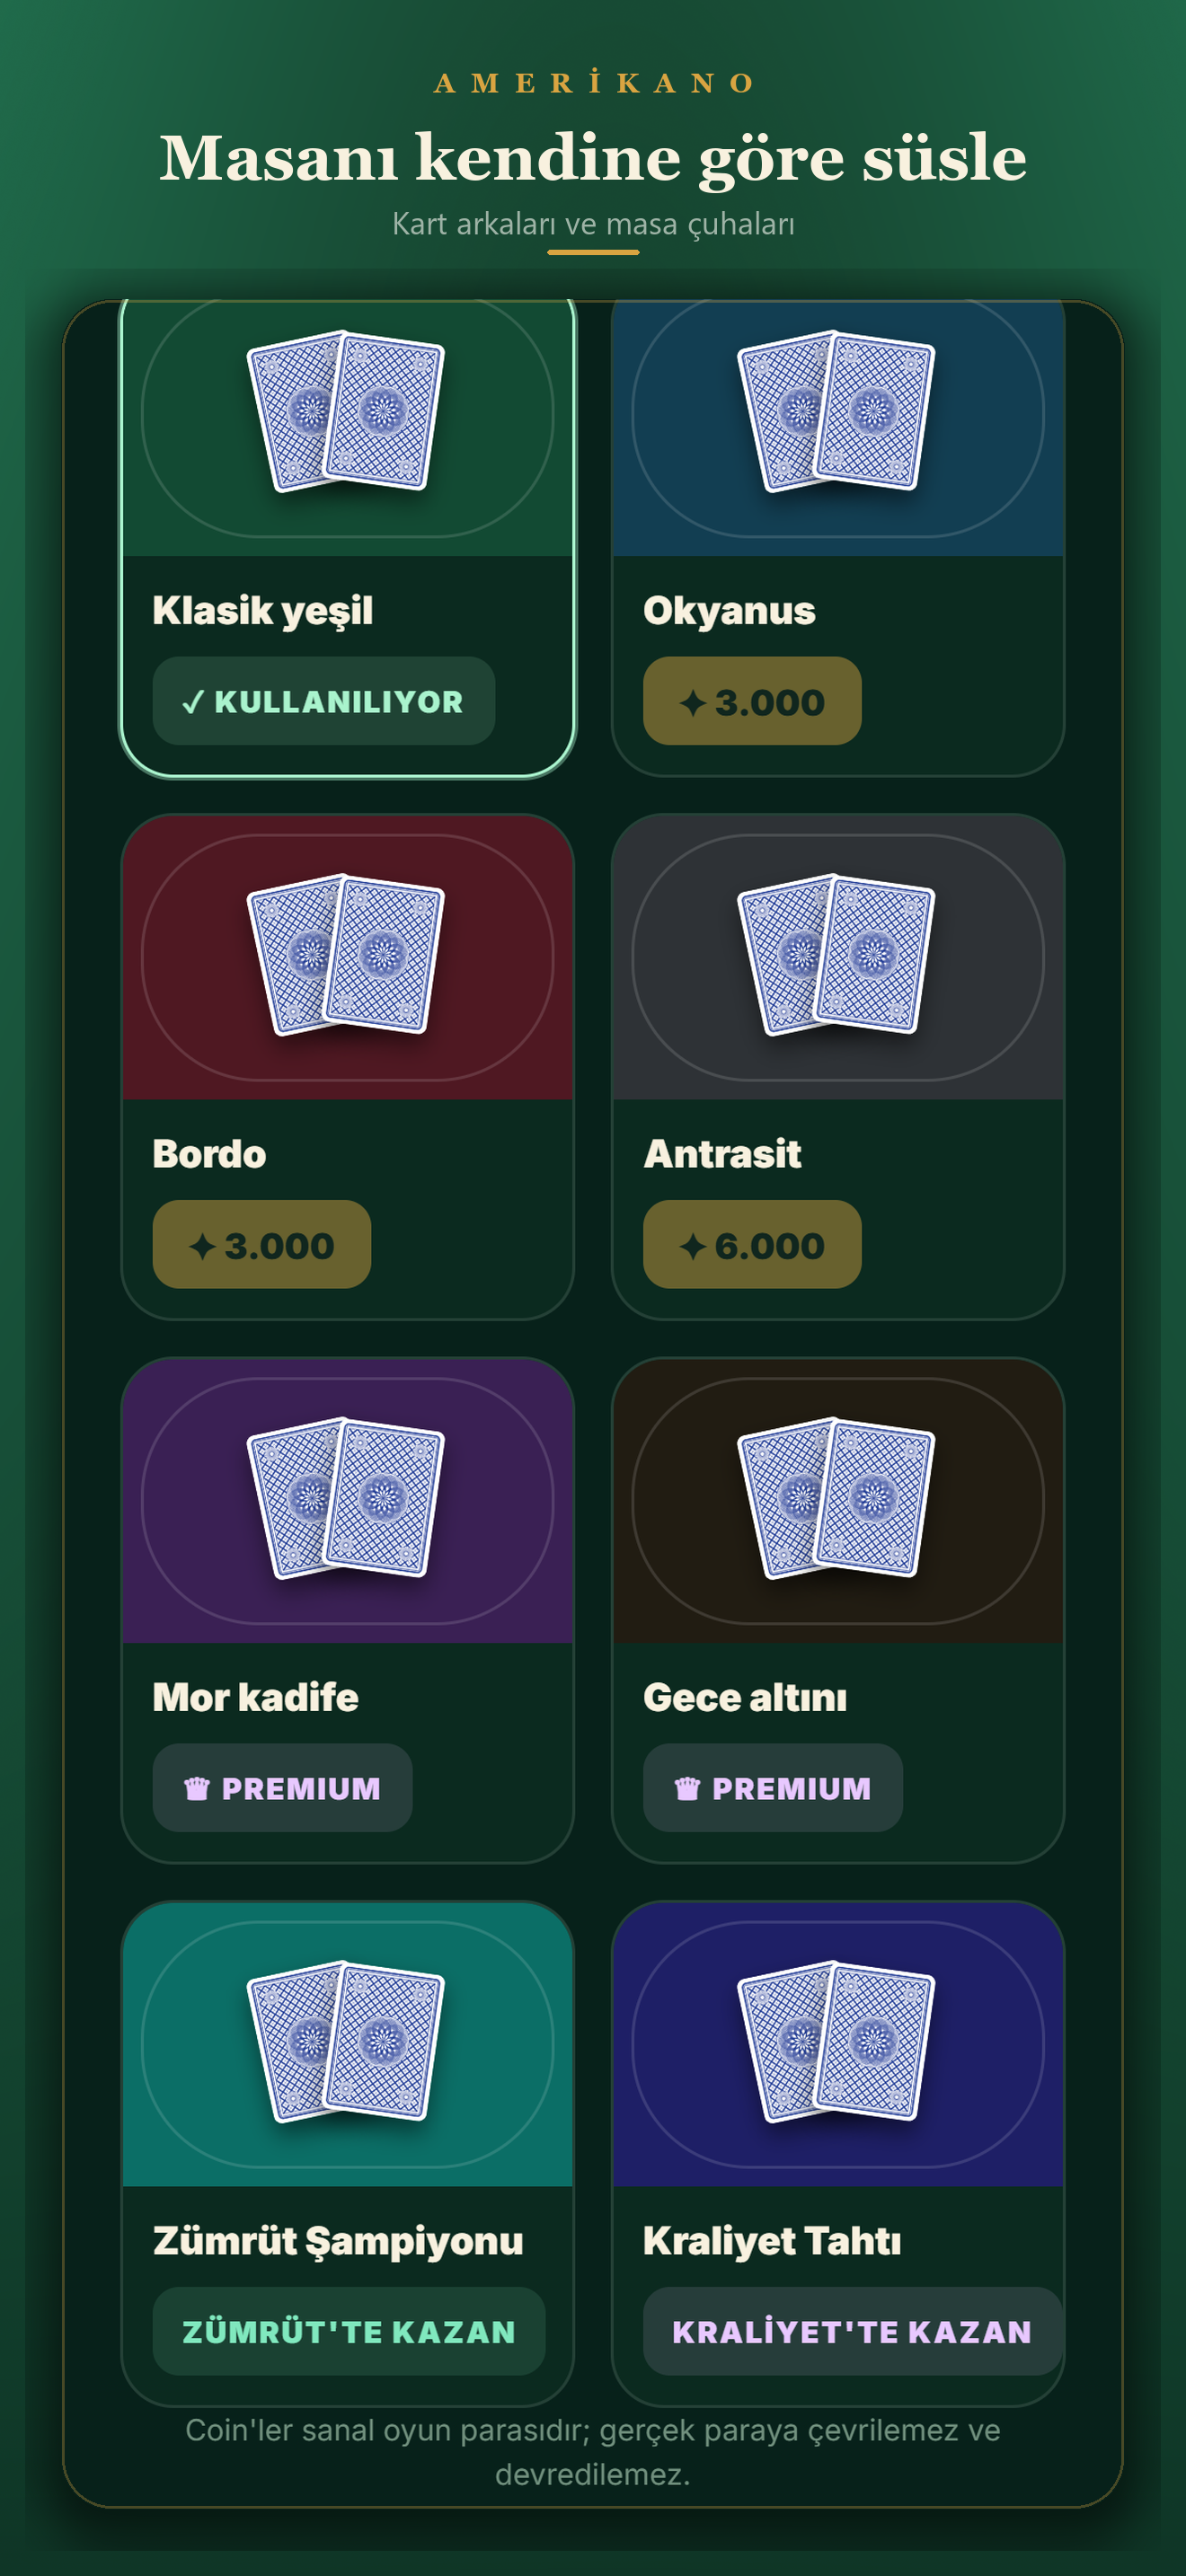 AMERİKANO
Masanı kendine göre süsle
Kart arkaları ve masa çuhaları
Klasik yeşil
Okyanus
✓ KULLANILIYOR
✦ 3.000
Bordo
Antrasit
✦ 3.000
✦ 6.000
Mor kadife
Gece altını
♛ PREMIUM
♛ PREMIUM
Zümrüt Şampiyonu
Kraliyet Tahtı
ZÜMRÜT'TE KAZAN
KRALİYET'TE KAZAN
Coin'ler sanal oyun parasıdır; gerçek paraya çevrilemez ve
devredilemez.